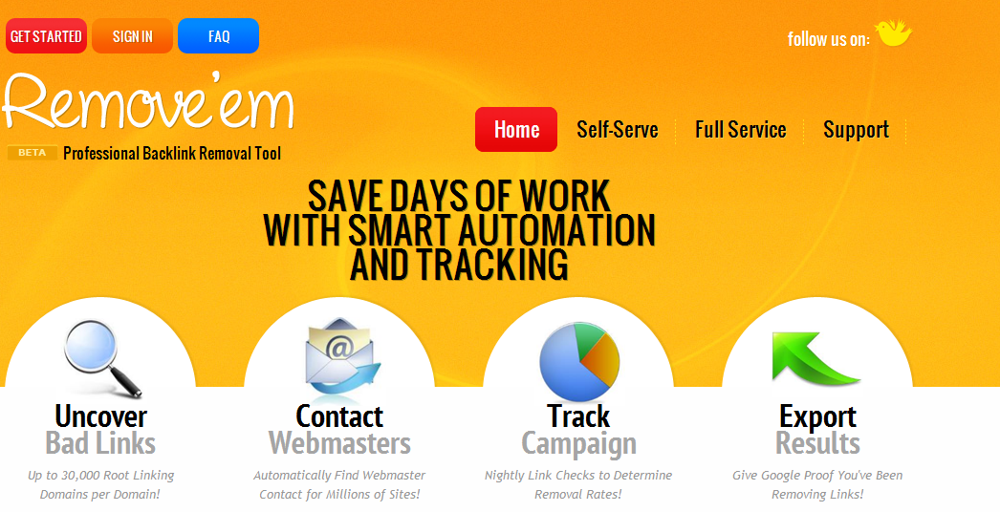 GET STARTED
SIGN IN
FAQ
follow us on:
Remove'em
BETA Professional Backlink Removal Tool
Home
Self-Serve
Full Service
Support
SAVE DAYS OF WORK
WITH SMART AUTOMATION
AND TRACKING
@
Uncover
Bad Links
Up to 30,000 Root Linking
Domains per Domain!
Contact
Webmasters
Automatically Find Webmaster
Contact for Millions of Sites!
Track
Campaign
Nightly Link Checks to Determine
Removal Rates!
Export
Results
Give Google Proof You've Been
Removing Links!